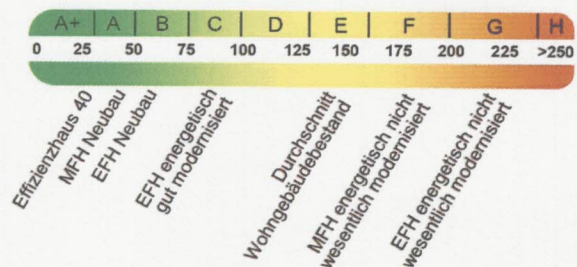 A+ A B C D E F G H
0 25 50 75 100 125 150 175 200 225 >250
Effizienzhaus 40
MFH Neubau
EFH Neubau
EFH energetisch
gut modernisiert
Durchschnitt
Wohngebäudebestand
MFH energetisch nicht
wesentlich modernisiert
EFH energetisch nicht
wesentlich modernisiert